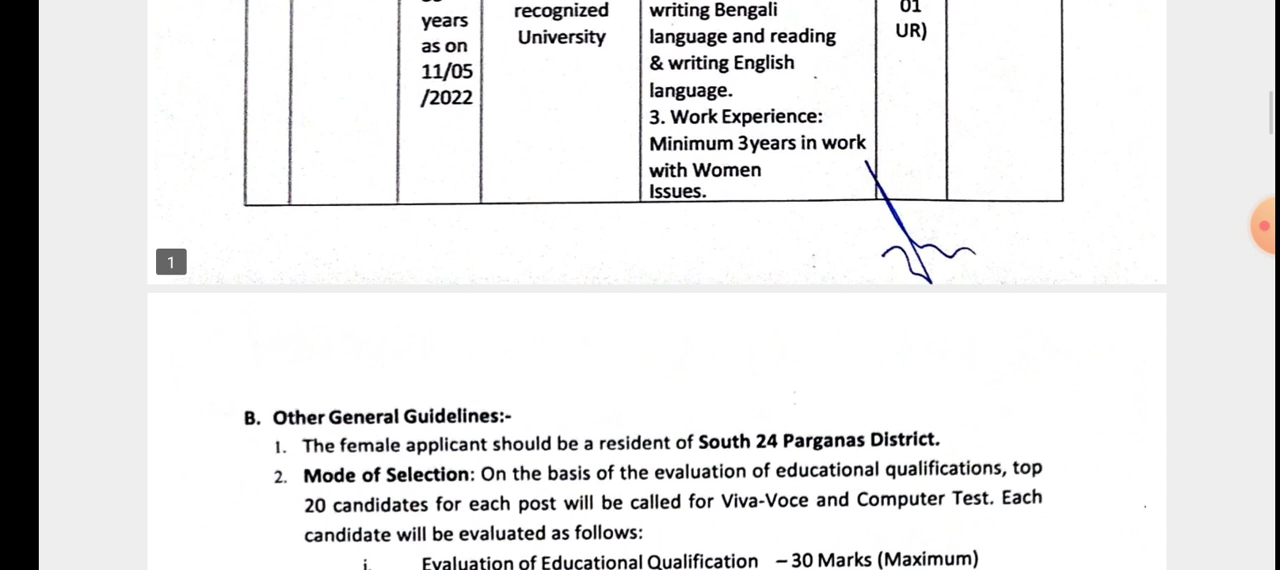 years
as on
11/05
/2022
recognized
University
writing Bengali
language and reading
& writing English
language.
3. Work Experience:
Minimum 3years in work
with Women
Issues.
01
UR)
1
B. Other General Guidelines:-
1. The female applicant should be a resident of South 24 Parganas District.
2. Mode of Selection: On the basis of the evaluation of educational qualifications, top
20 candidates for each post will be called for Viva-Voce and Computer Test. Each
candidate will be evaluated as follows:
i. Evaluation of Educational Qualification – 30 Marks (Maximum)